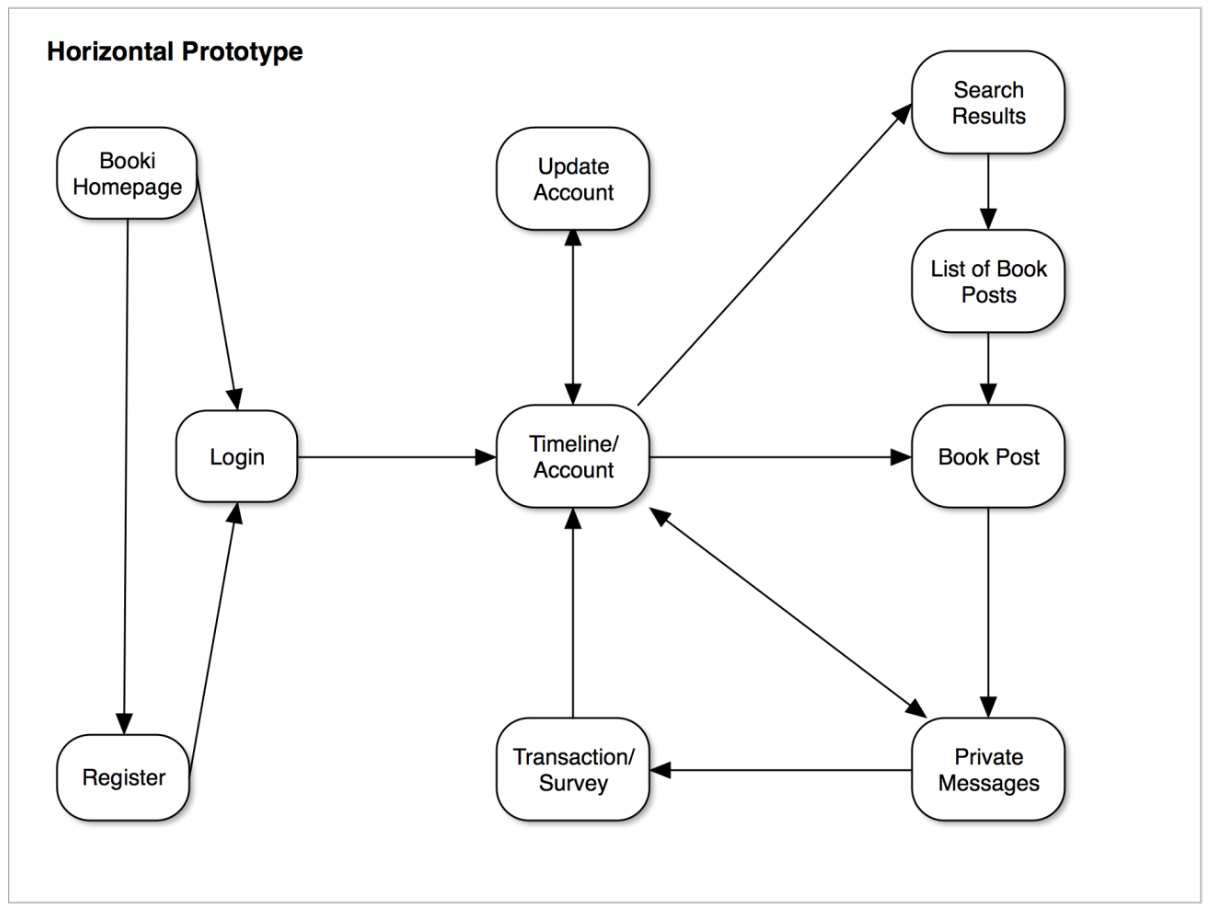 Horizontal Prototype
Booki
Homepage
Update
Account
Search
Results
List of Book
Posts
Login
Timeline/
Account
Book Post
Register
Transaction/
Survey
Private
Messages